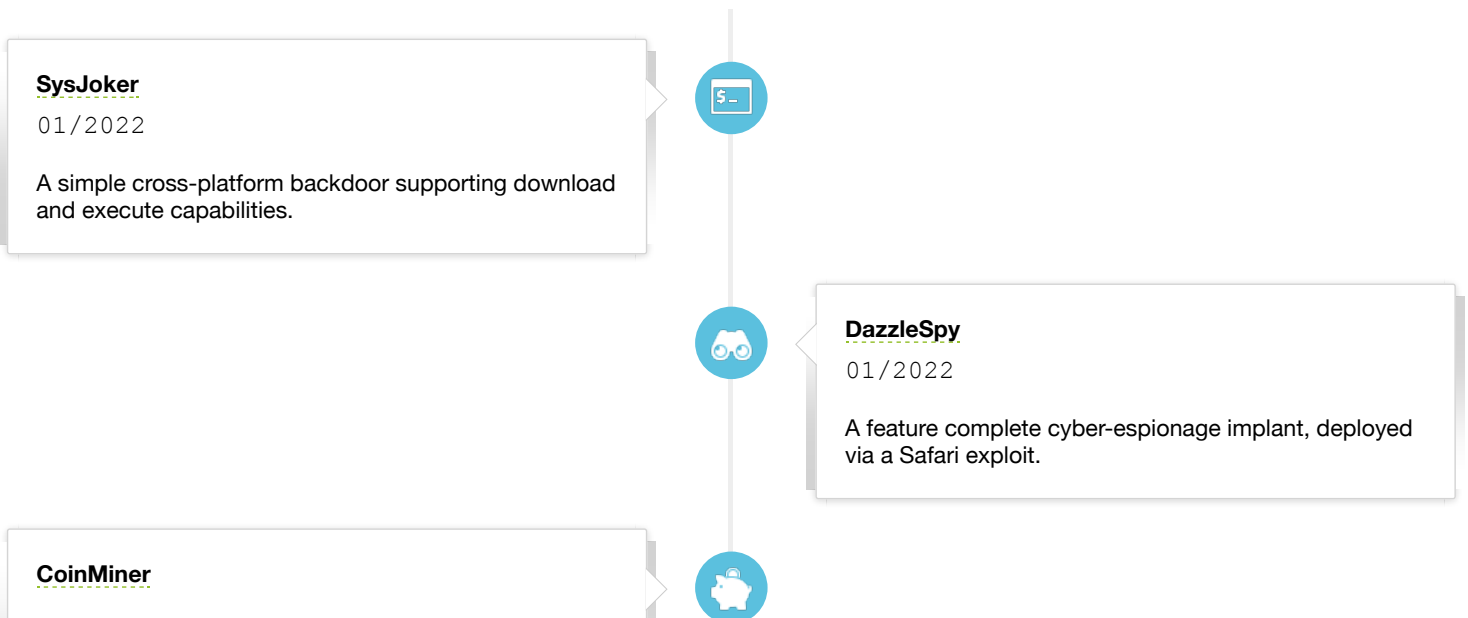 SysJoker
01/2022
A simple cross-platform backdoor supporting download
and execute capabilities.
$_
DazzleSpy
01/2022
A feature complete cyber-espionage implant, deployed
via a Safari exploit.
CoinMiner